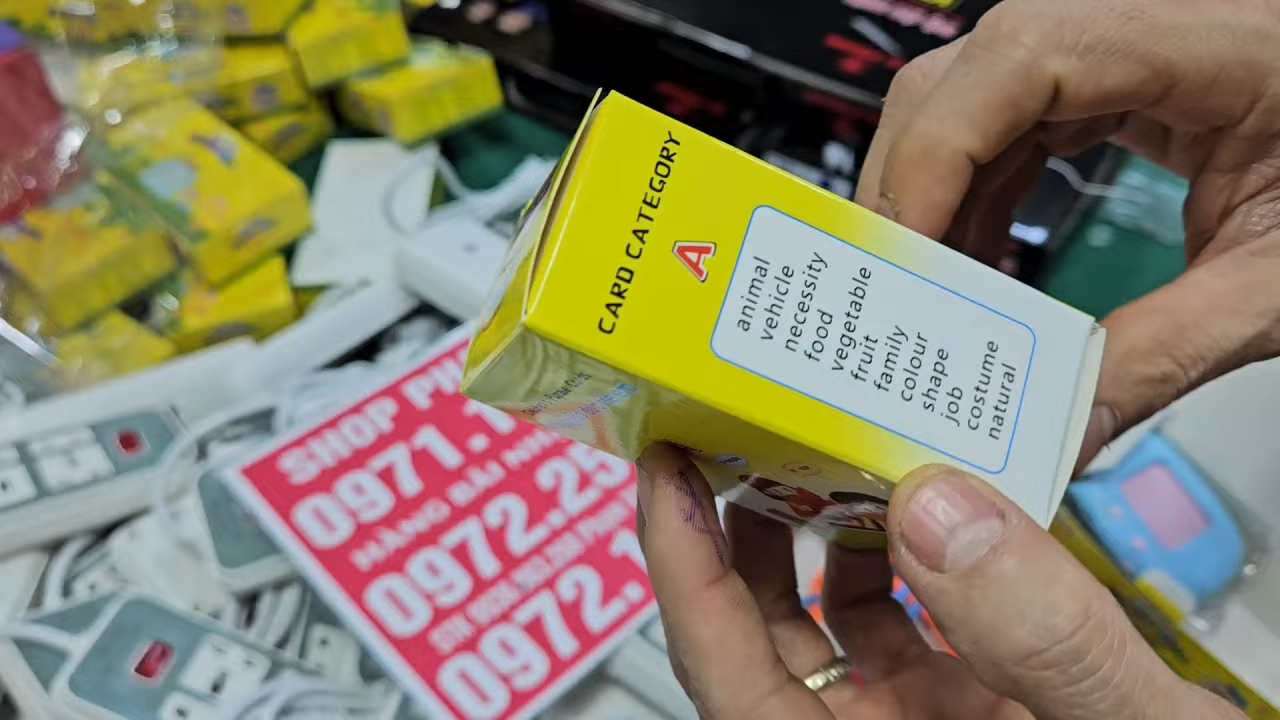 CARD CATEGORY
A
animal
vehicle
necessity
food
vegetable
fruit
family
colour
shape
job
costume
natural
SHOP
0971.1
HÀNG
0972.25
0972.1